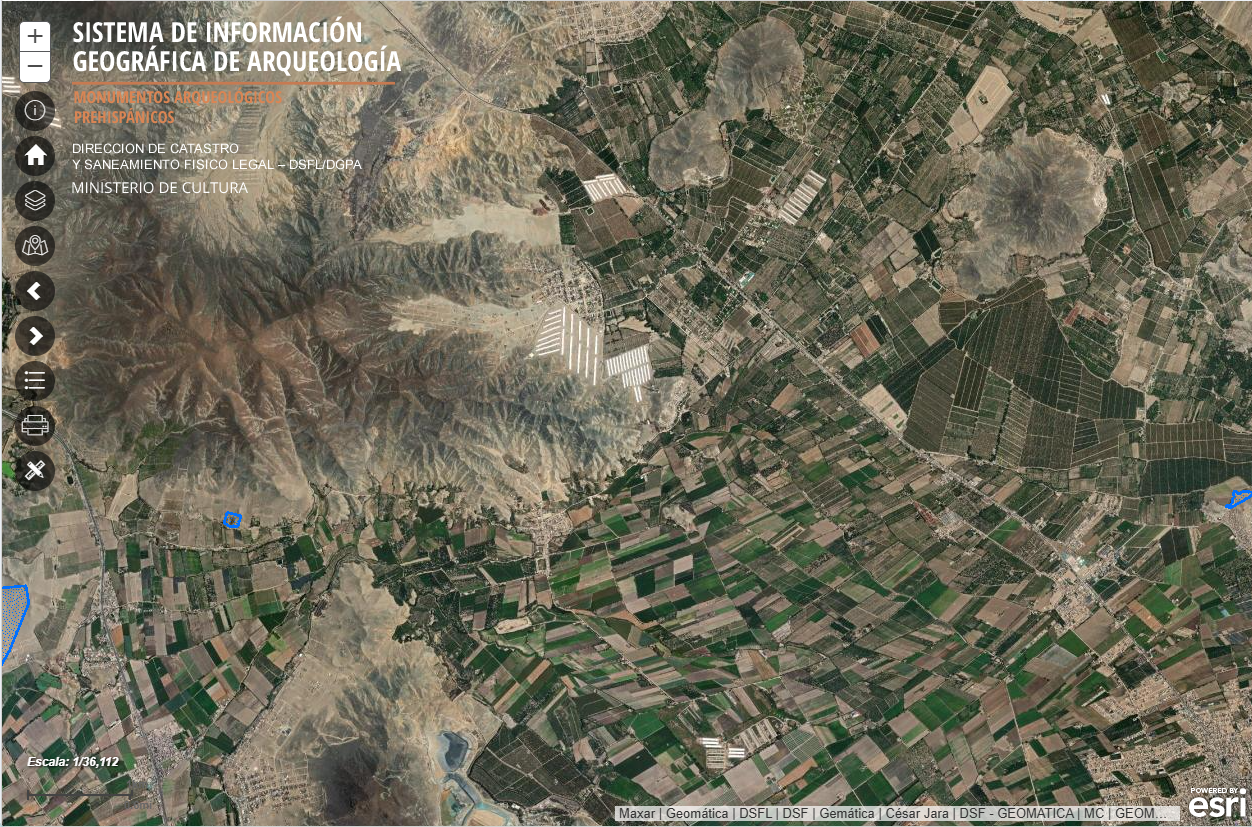 SISTEMA DE INFORMACIÓN
GEOGRÁFICA DE ARQUEOLOGÍA
MONUMENTOS ARQUEOLÓGICOS
PREHISPÁNICOS
DIRECCION DE CATASTRO
Y SANEAMIENTO FISICO LEGAL – DSFL/DGPA
MINISTERIO DE CULTURA
Escala: 1/36,112
Maxar | Geomática | DSFL | DSF | Gemática | César Jara | DSF - GEOMATICA | MC | GEOM...
POWERED BY
esri